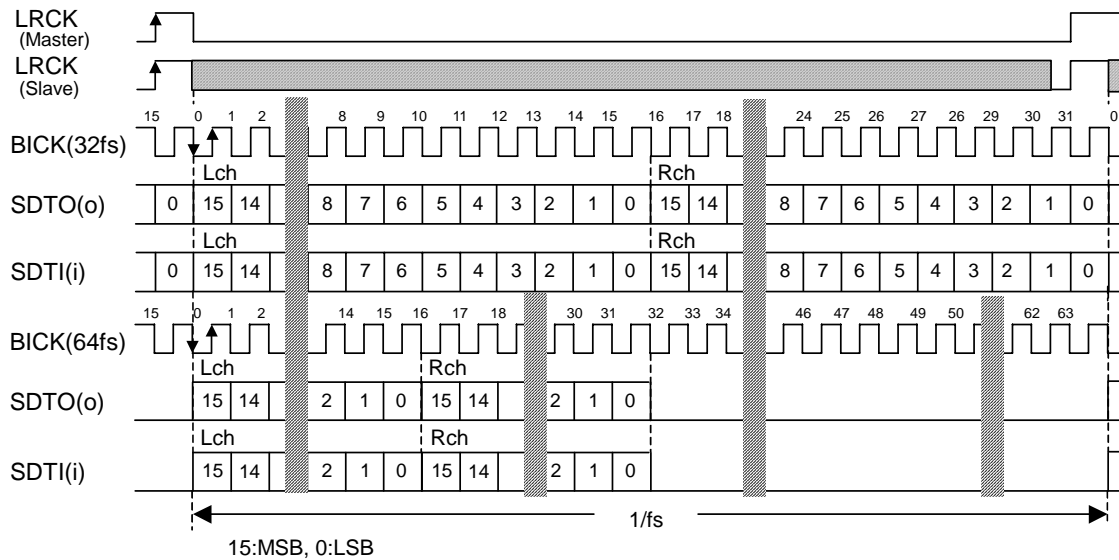 LRCK
(Master)
LRCK
(Slave)
15 0 1 2 8 9 10 11 12 13 14 15 16 17 18 24 25 26 27 26 29 30 31 0
BICK(32fs)
Lch Rch
SDTO(o) 0 15 14 8 7 6 5 4 3 2 1 0 15 14 8 7 6 5 4 3 2 1 0
Lch Rch
SDTI(i) 0 15 14 8 7 6 5 4 3 2 1 0 15 14 8 7 6 5 4 3 2 1 0
15 0 1 2 14 15 16 17 18 30 31 32 33 34 46 47 48 49 50 62 63
BICK(64fs)
Lch Rch
SDTO(o) 15 14 2 1 0 15 14 2 1 0
Lch Rch
SDTI(i) 15 14 2 1 0 15 14 2 1 0
1/fs
15:MSB, 0:LSB